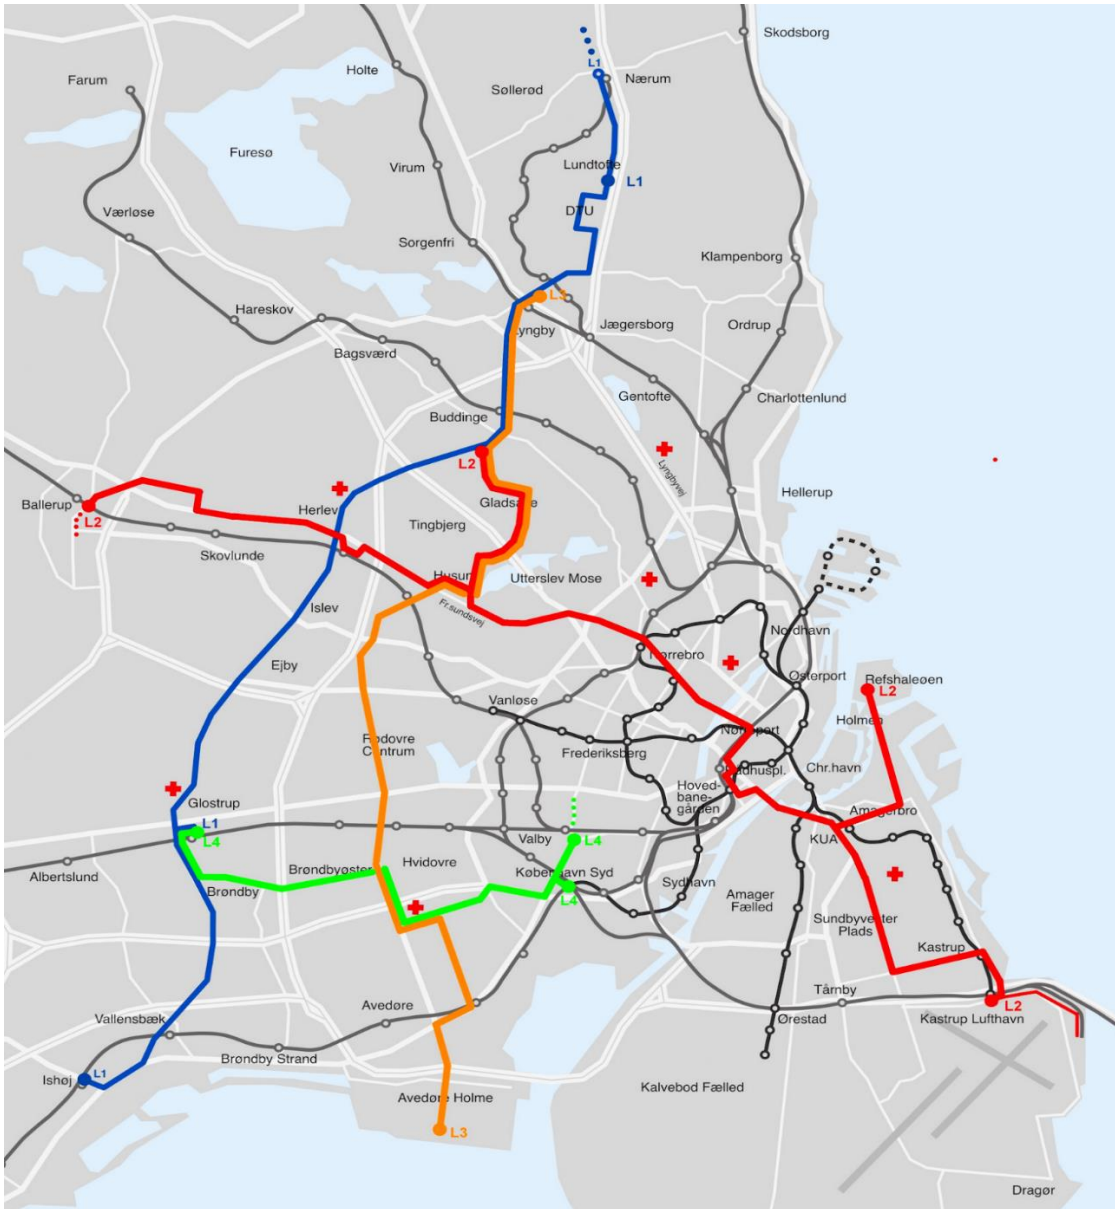 Skodsborg
L1
Holte
Nærum
Farum
Søllerød
Furesø
Virum
Lundtofte
L1
DTU
Værløse
Sorgenfri
Klampenborg
L3
Hareskov
Jægersborg
Ordrup
Lyngby
Bagsværd
Gentofte
Charlottenlund
Buddinge
Lyngbyvej
L2
Hellerup
Ballerup
Herlev
Gladsaxe
L2
Tingbjerg
Skovlunde
Husum
Utterslev Mose
Islev
Fr.sundsvej
Nordhavn
Nørrebro
Ejby
Østerport
Refshaleøen
L2
Vanløse
Holmen
Nørreport
Rødovre
Centrum
Frederiksberg
Rådhuspl.
Chr.havn
Hoved-
bane-
gården
Glostrup
Amagerbro
L1
L4
Valby
L4
KUA
Albertslund
Brøndby
Brøndbyøster
Hvidovre
København Syd
Sydhavn
L4
Amager
Fælled
Sundbyvester
Plads
Kastrup
Tårnby
Avedøre
L2
Vallensbæk
Ørestad
Kastrup Lufthavn
Brøndby Strand
Ishøj
L1
Kalvebod Fælled
Avedøre Holme
L3
Dragør